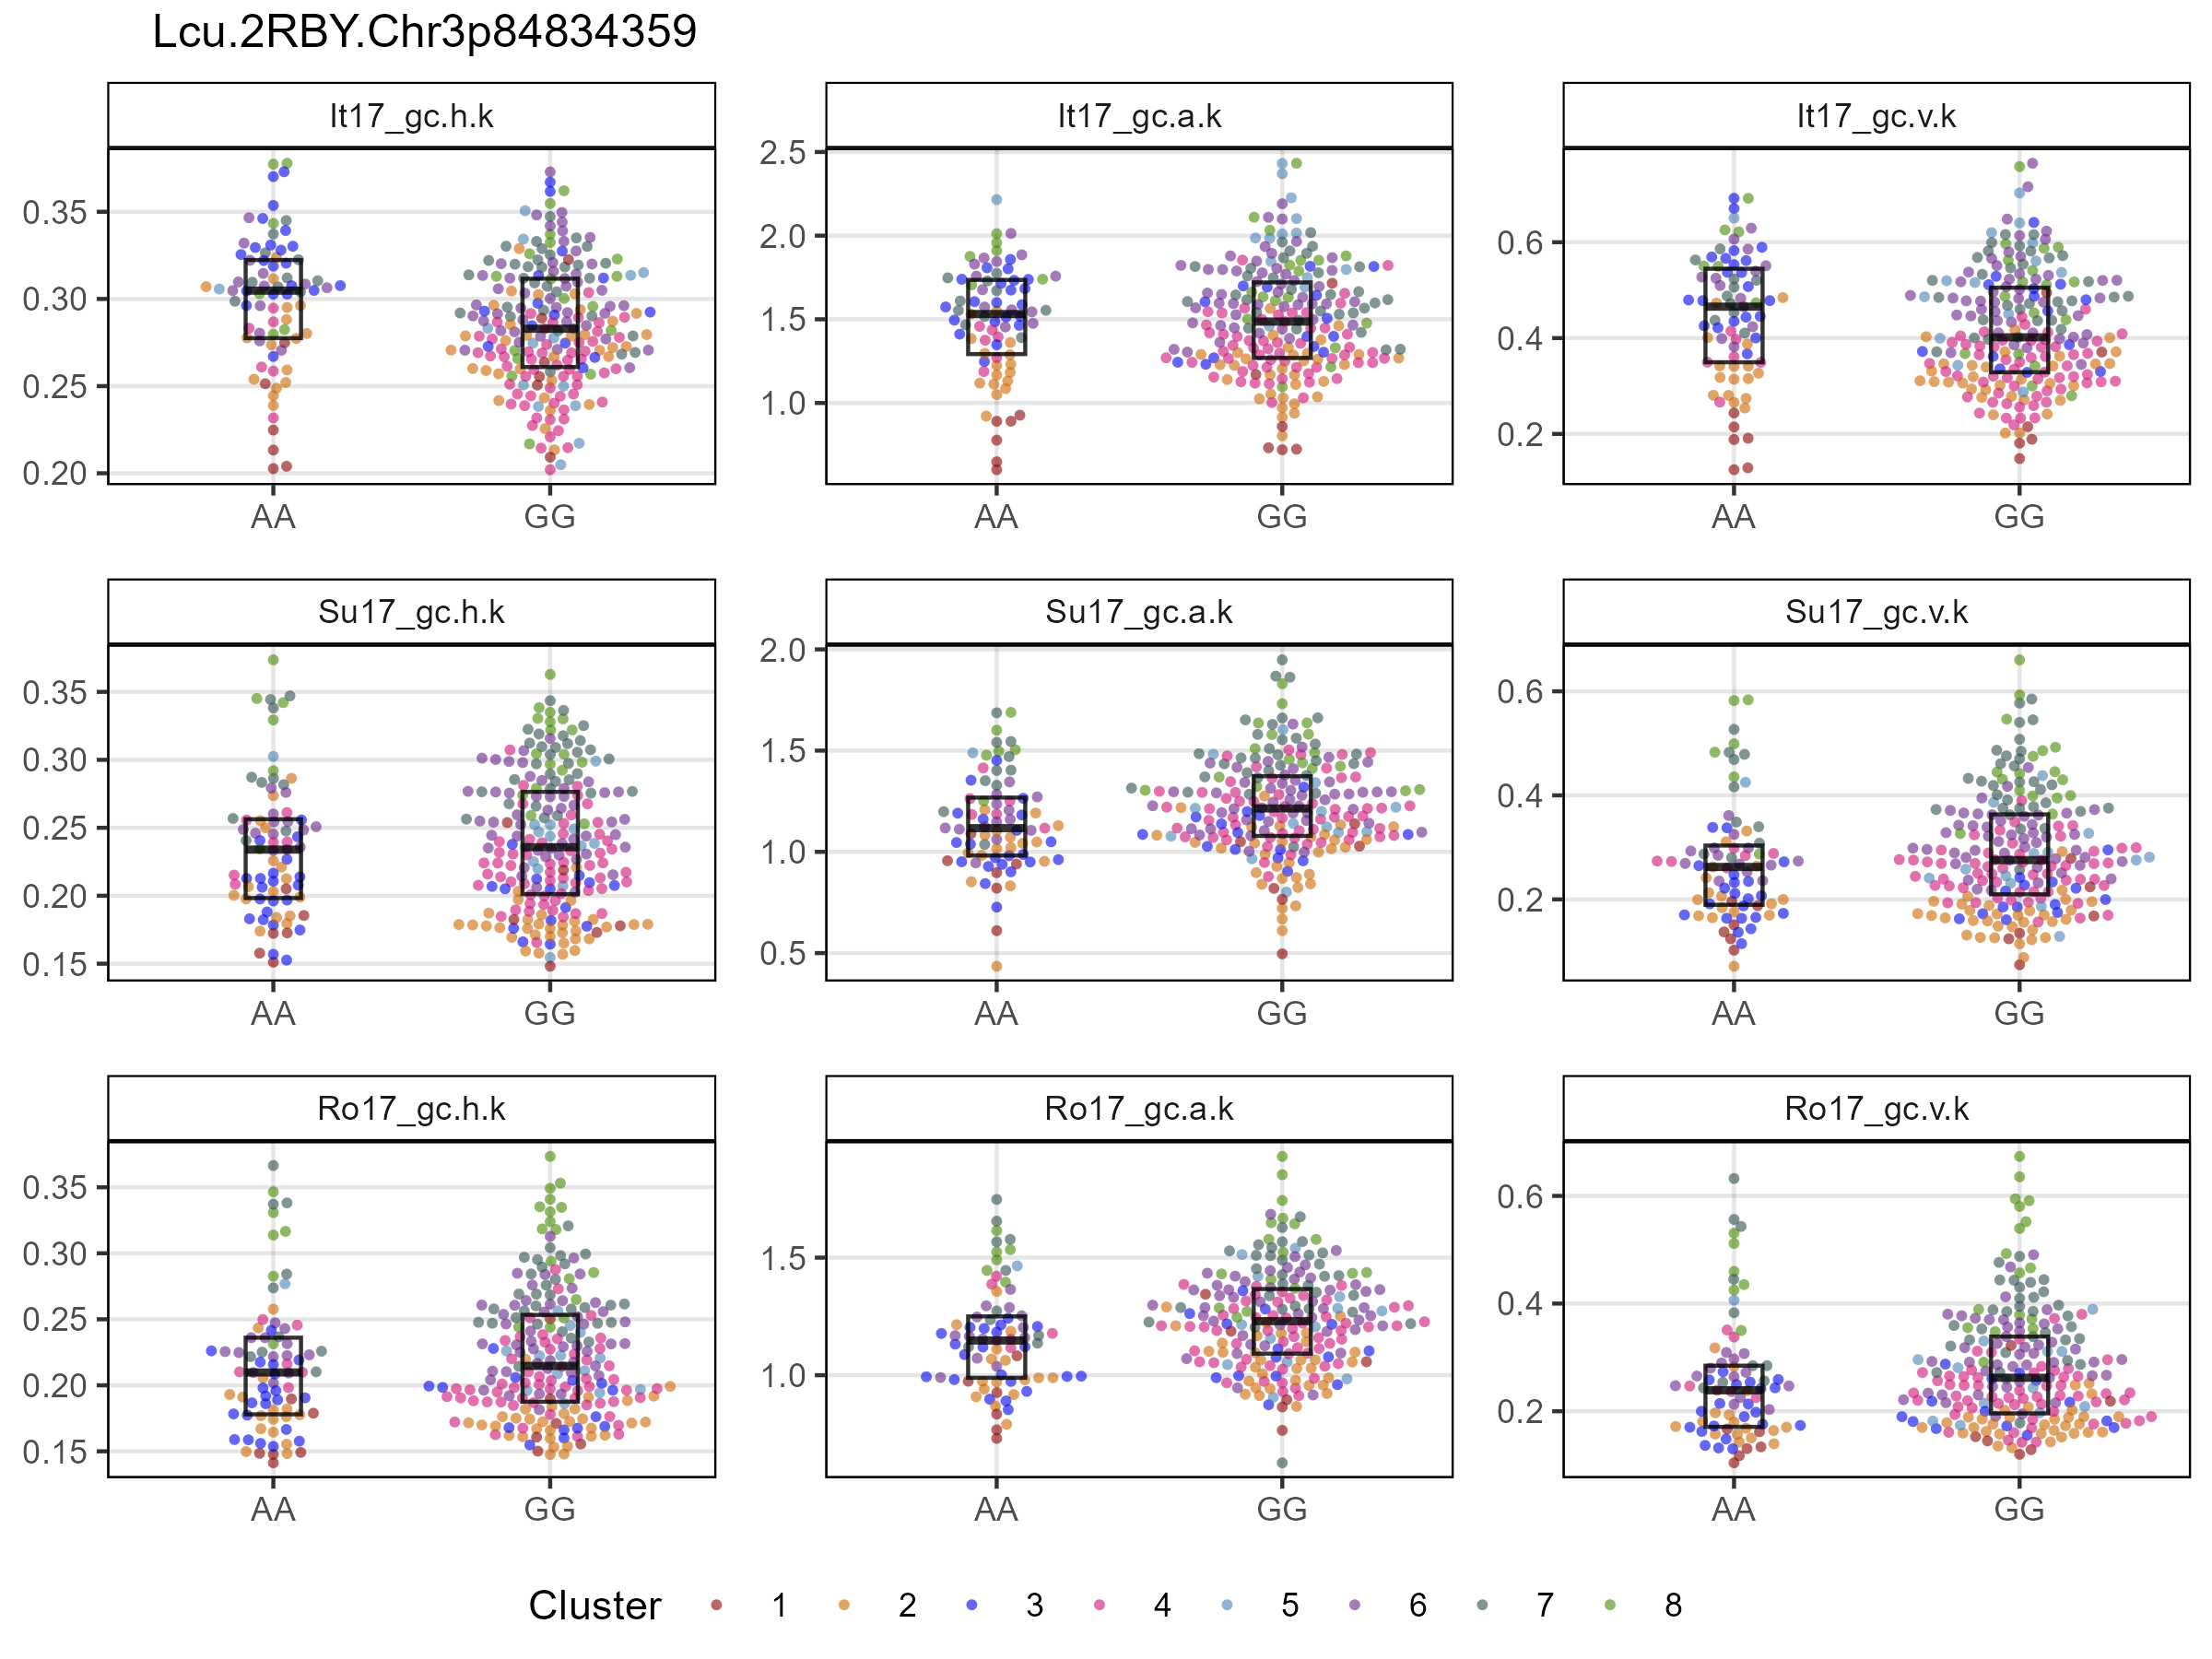 Lcu.2RBY.Chr3p84834359
It17_gc.h.k
It17_gc.a.k
It17_gc.v.k
0.35
0.30
0.25
0.20
AA GG
2.5
2.0
1.5
1.0
AA GG
0.6
0.4
0.2
AA GG
Su17_gc.h.k
Su17_gc.a.k
Su17_gc.v.k
0.35
0.30
0.25
0.20
0.15
AA GG
2.0
1.5
1.0
0.5
AA GG
0.6
0.4
0.2
AA GG
Ro17_gc.h.k
Ro17_gc.a.k
Ro17_gc.v.k
0.35
0.30
0.25
0.20
0.15
AA GG
1.5
1.0
AA GG
0.6
0.4
0.2
AA GG
Cluster 1 2 3 4 5 6 7 8